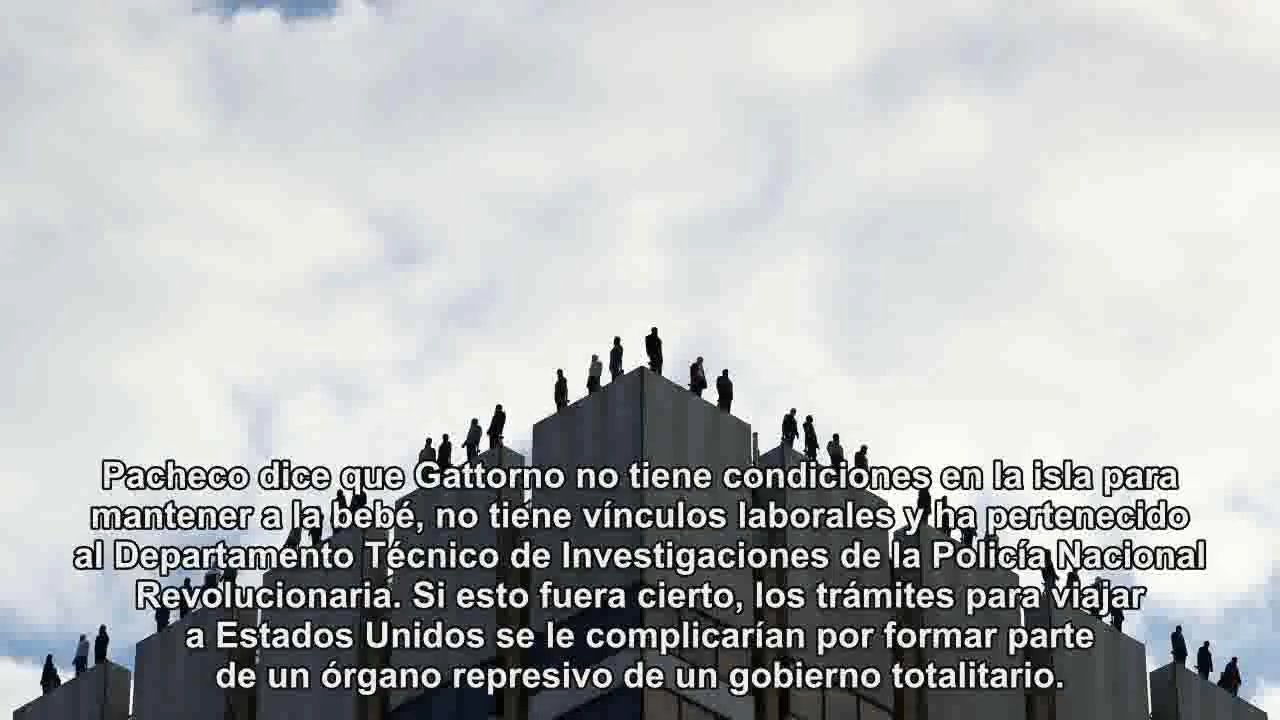 Pacheco dice que Gattorno no tiene condiciones en la isla para
mantener a la bebé, no tiene vínculos laborales y ha pertenecido
al Departamento Técnico de Investigaciones de la Policía Nacional
Revolucionaria. Si esto fuera cierto, los trámites para viajar
a Estados Unidos se le complicarían por formar parte
de un órgano represivo de un gobierno totalitario.